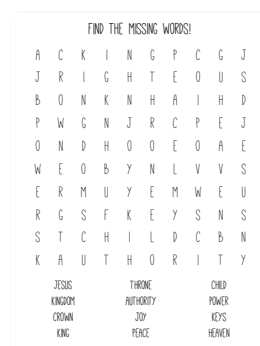 FIND THE MISSING WORDS!
A C K I N G P C G J
J R I G H T E O U S
B O N K N H A I H D
P W G N J R C P E J
O N D H O O E O A E
W E O B Y N L V V S
E R M U Y E M W E U
R G S F K E Y S N S
S T C H I L D C B N
K A U T H O R I T Y
JESUS THRONE CHILD
KINGDOM AUTHORITY POWER
CROWN JOY KEYS
KING PEACE HEAVEN